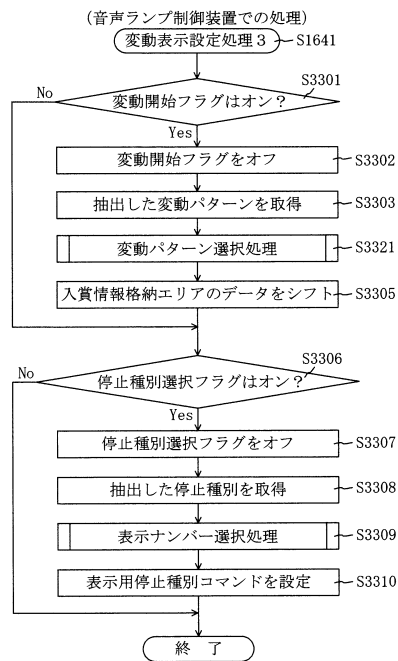 (音声ランプ制御装置での処理)
変動表示設定処理3
S1641
S3301
No
変動開始フラグはオン?
Yes
変動開始フラグをオフ
S3302
抽出した変動パターンを取得
S3303
変動パターン選択処理
S3321
入賞情報格納エリアのデータをシフト
S3305
S3306
No
停止種別選択フラグはオン?
Yes
停止種別選択フラグをオフ
S3307
抽出した停止種別を取得
S3308
表示ナンバー選択処理
S3309
表示用停止種別コマンドを設定
S3310
終 了